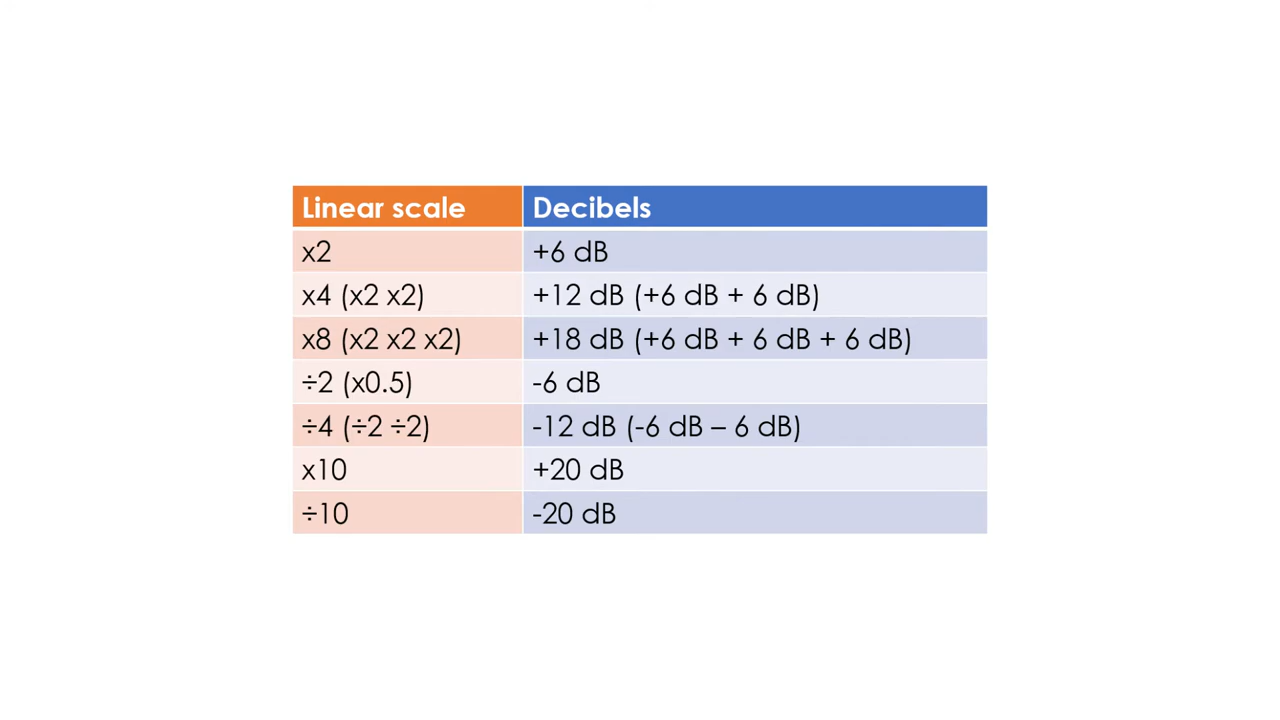 Linear scale Decibels
x2 +6 dB
x4 (x2 x2) +12 dB (+6 dB + 6 dB)
x8 (x2 x2 x2) +18 dB (+6 dB + 6 dB + 6 dB)
÷2 (x0.5) -6 dB
÷4 (÷2 ÷2) -12 dB (-6 dB – 6 dB)
x10 +20 dB
÷10 -20 dB